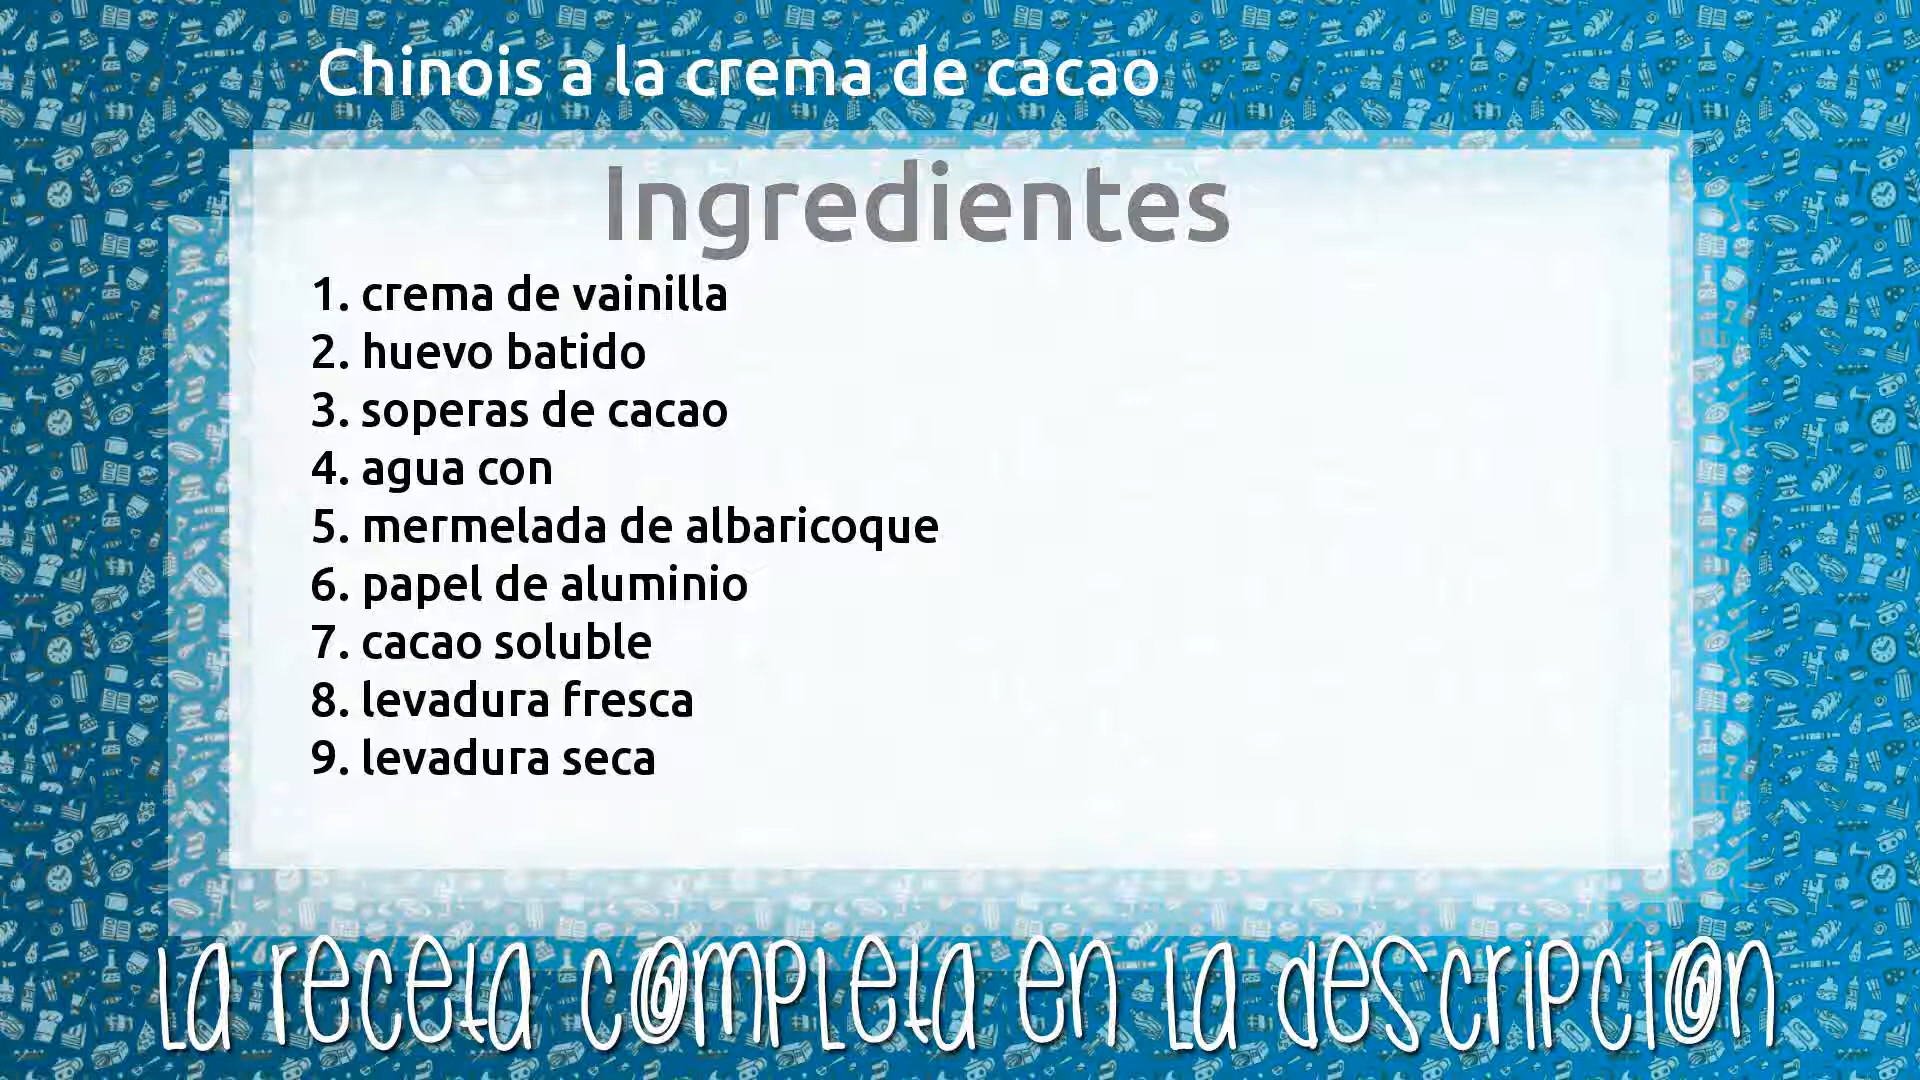 Chinois a la crema de cacao
Ingredientes
1. crema de vainilla
2. huevo batido
3. soperas de cacao
4. agua con
5. mermelada de albaricoque
6. papel de aluminio
7. cacao soluble
8. levadura fresca
9. levadura seca
La receta c@mpleta en la descripci@n